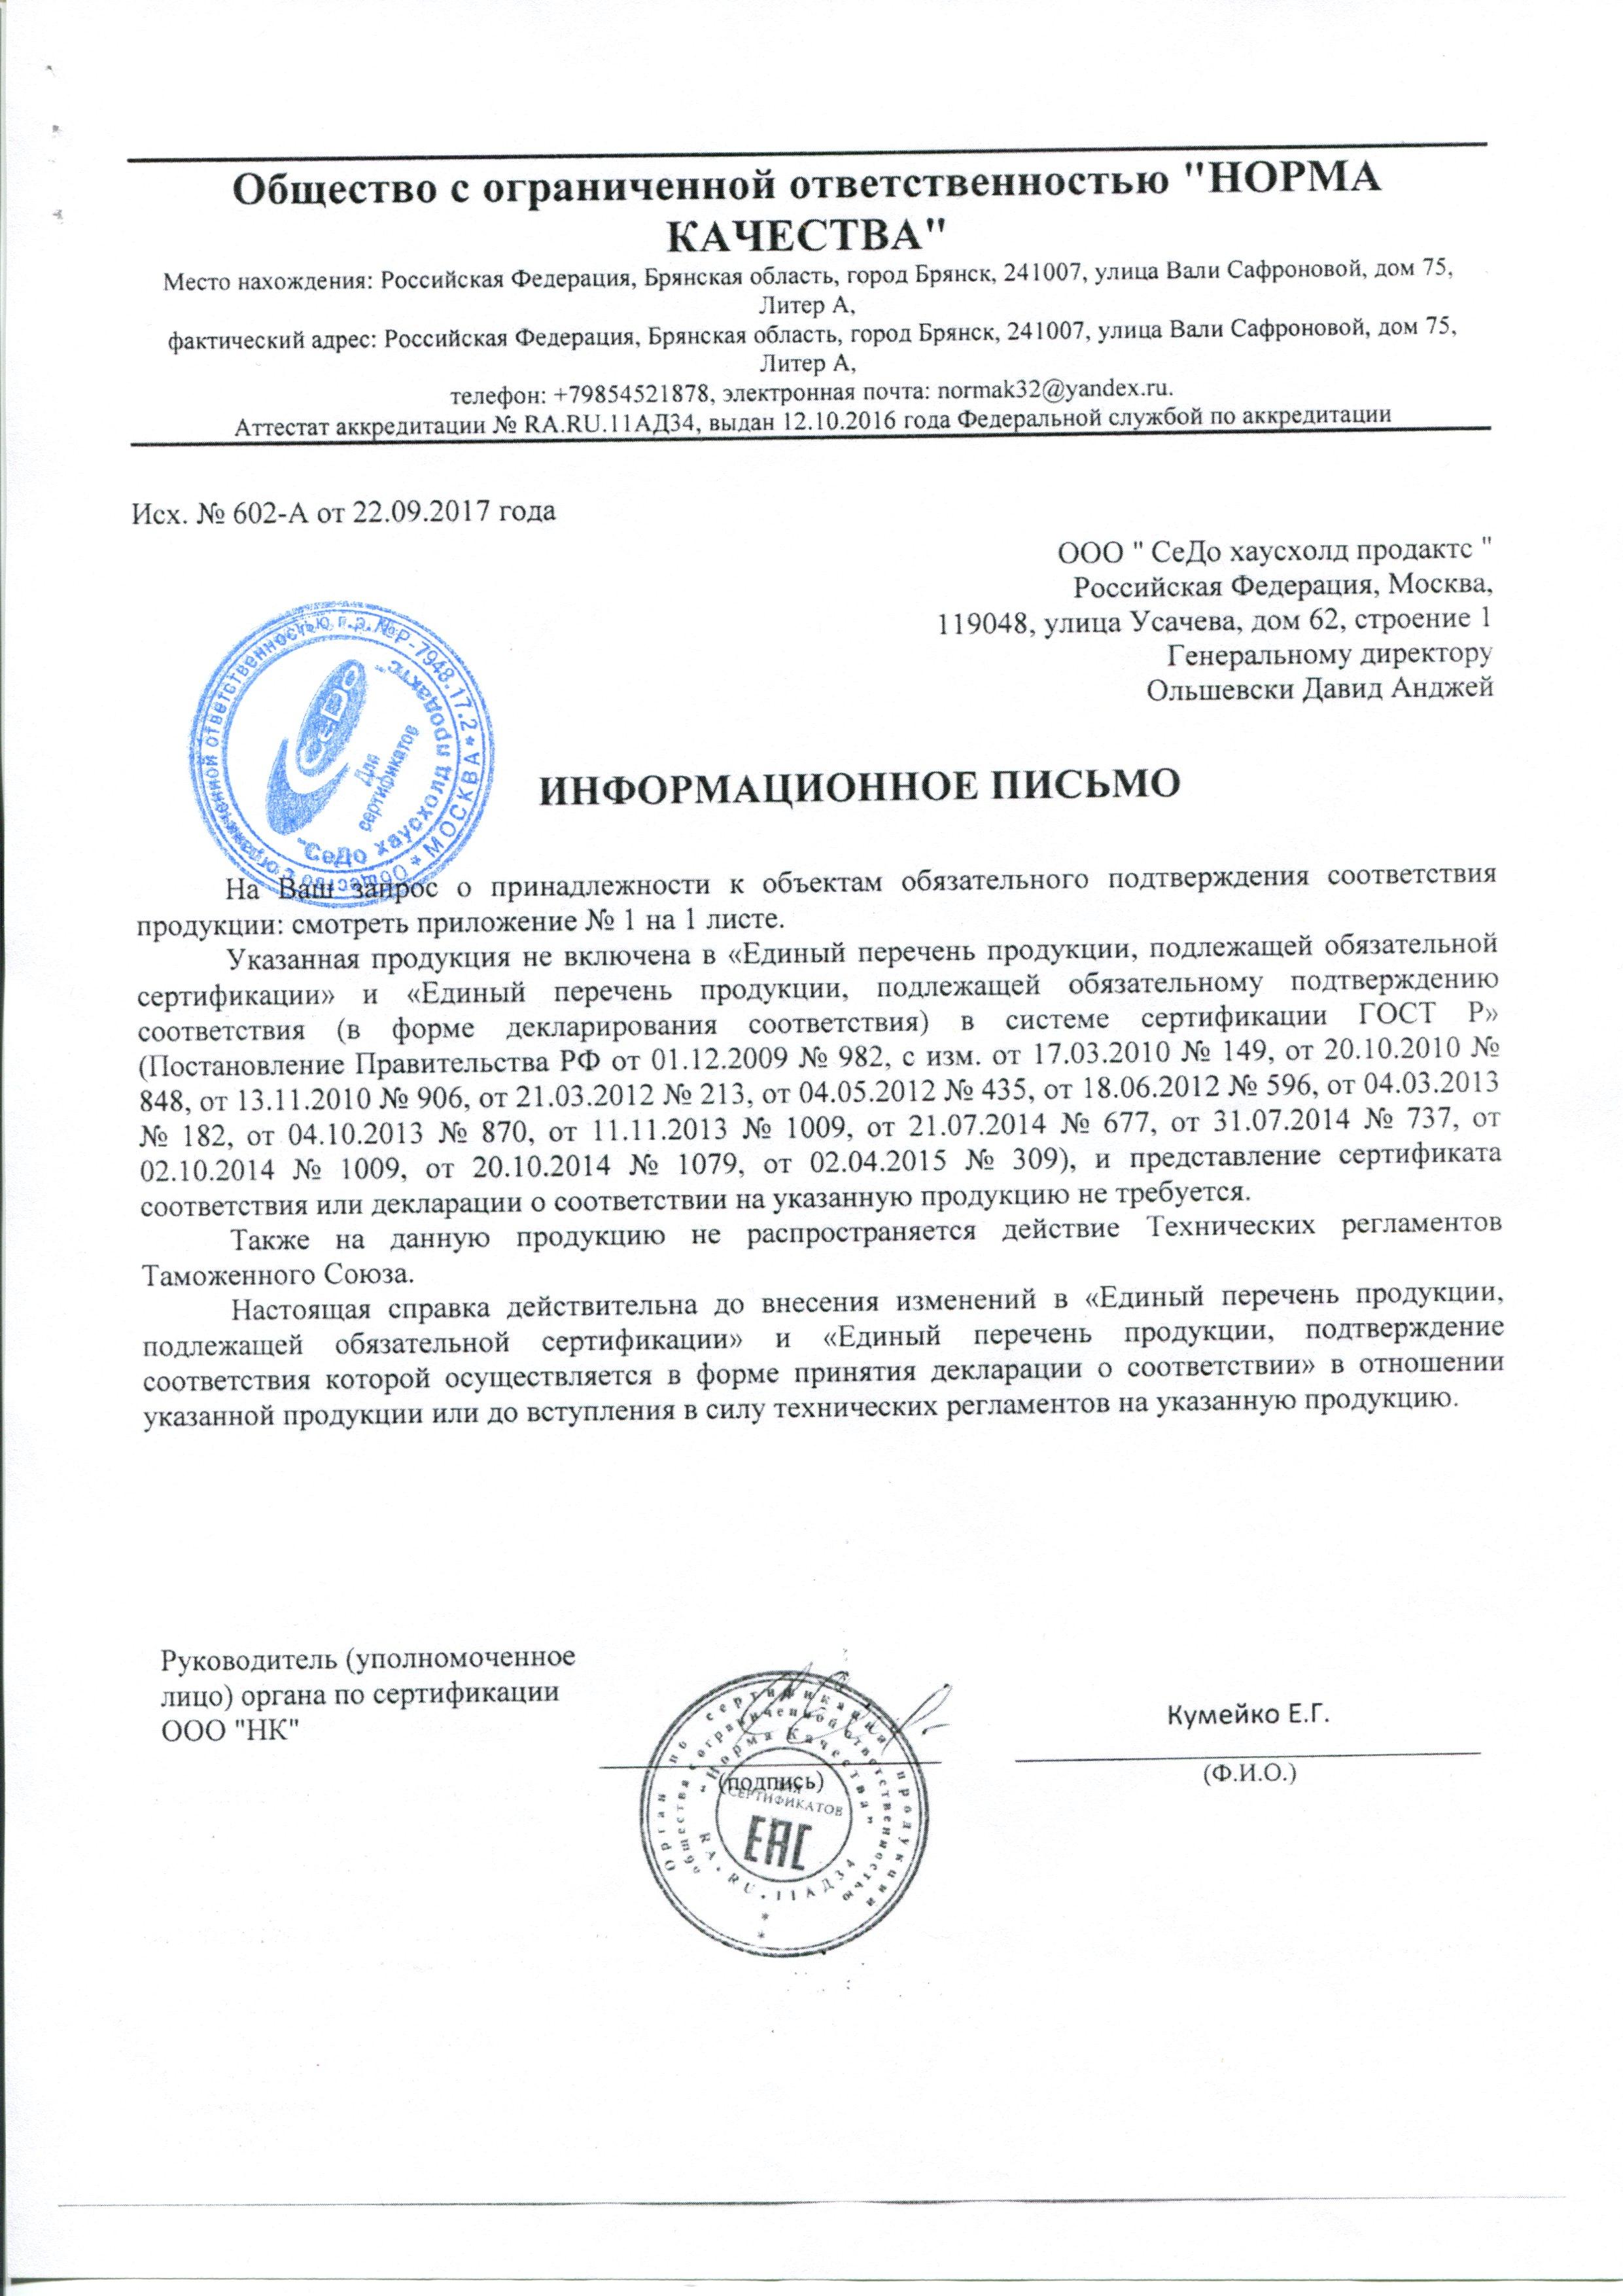 Общество с ограниченной ответственностью "НОРМА
КАЧЕСТВА"
Место нахождения: Российская Федерация, Брянская область, город Брянск, 241007, улица Вали Сафроновой, дом 75,
Литер А,
фактический адрес: Российская Федерация, Брянская область, город Брянск, 241007, улица Вали Сафроновой, дом 75,
Литер А,
телефон: +79854521878, электронная почта: normak32@yandex.ru.
Аттестат аккредитации № RA.RU.11АД34, выдан 12.10.2016 года Федеральной службой по аккредитации
Исх. № 602-А от 22.09.2017 года
ООО " СеДо хаусхолд продактс "
Российская Федерация, Москва,
119048, улица Усачева, дом 62, строение 1
Генеральному директору
Ольшевски Давид Анджей
Общество с ограниченной ответственностью г.р. №Р-7948.17.2 * МОСКВА *
"СеДо хаусхолд продактс"
CeDo
Для
сертификатов
ИНФОРМАЦИОННОЕ ПИСЬМО
На Ваш запрос о принадлежности к объектам обязательного подтверждения соответствия
продукции: смотреть приложение № 1 на 1 листе.
Указанная продукция не включена в «Единый перечень продукции, подлежащей обязательной
сертификации» и «Единый перечень продукции, подлежащей обязательному подтверждению
соответствия (в форме декларирования соответствия) в системе сертификации ГОСТ Р»
(Постановление Правительства РФ от 01.12.2009 № 982, с изм. от 17.03.2010 № 149, от 20.10.2010 №
848, от 13.11.2010 № 906, от 21.03.2012 № 213, от 04.05.2012 № 435, от 18.06.2012 № 596, от 04.03.2013
№ 182, от 04.10.2013 № 870, от 11.11.2013 № 1009, от 21.07.2014 № 677, от 31.07.2014 № 737, от
02.10.2014 № 1009, от 20.10.2014 № 1079, от 02.04.2015 № 309), и представление сертификата
соответствия или декларации о соответствии на указанную продукцию не требуется.
Также на данную продукцию не распространяется действие Технических регламентов
Таможенного Союза.
Настоящая справка действительна до внесения изменений в «Единый перечень продукции,
подлежащей обязательной сертификации» и «Единый перечень продукции, подтверждение
соответствия которой осуществляется в форме принятия декларации о соответствии» в отношении
указанной продукции или до вступления в силу технических регламентов на указанную продукцию.
Руководитель (уполномоченное
лицо) органа по сертификации
ООО "НК"
(подпись)
Кумейко Е.Г.
(Ф.И.О.)
Орган по сертификации продукции
общества с ограниченной ответственностью
"Норма Качества"
СЕРТИФИКАТОВ
EAC
RA.RU.11АД34